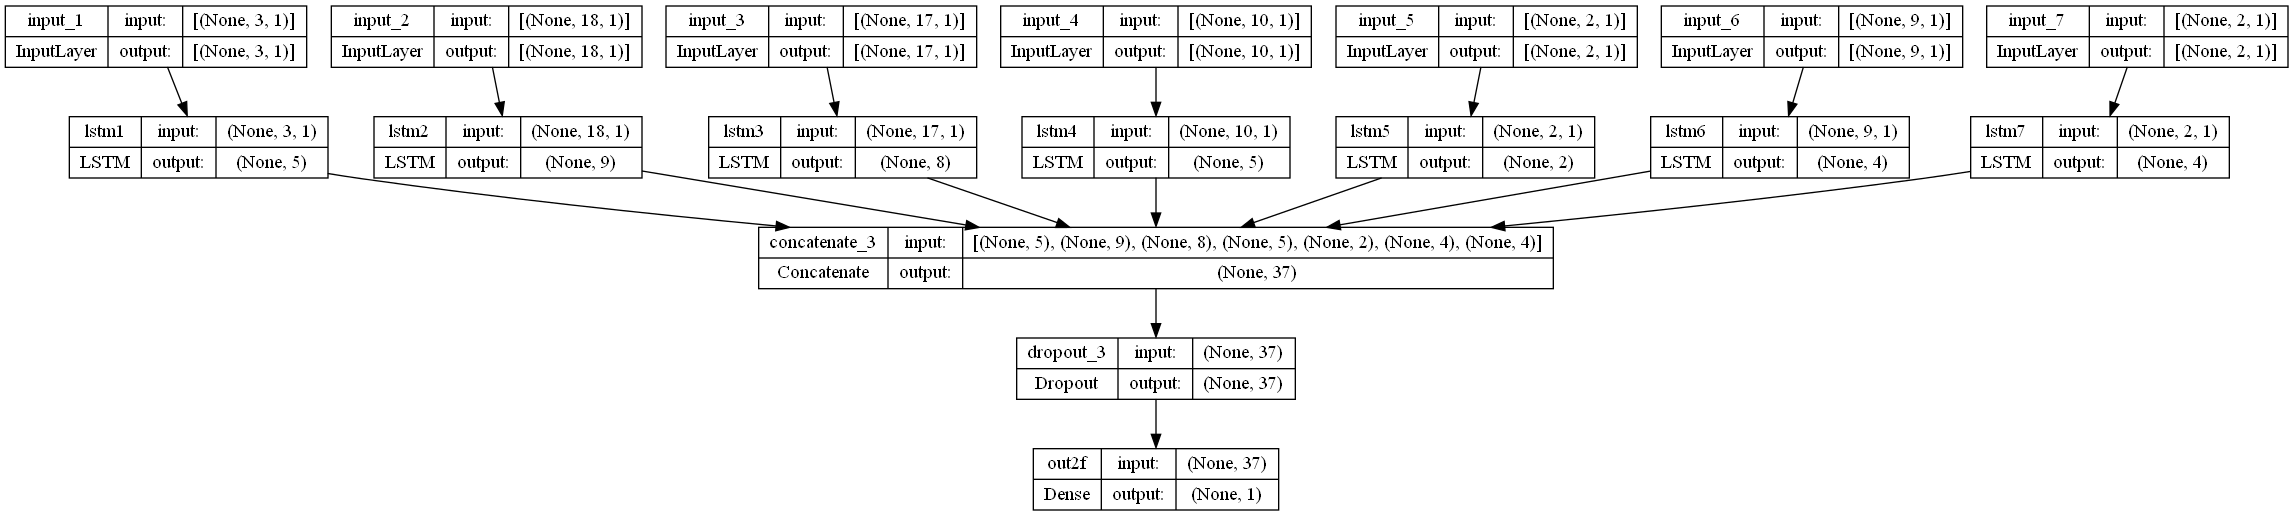 input_1 input: [(None, 3, 1)]
InputLayer output: [(None, 3, 1)]
input_2 input: [(None, 18, 1)]
InputLayer output: [(None, 18, 1)]
input_3 input: [(None, 17, 1)]
InputLayer output: [(None, 17, 1)]
input_4 input: [(None, 10, 1)]
InputLayer output: [(None, 10, 1)]
input_5 input: [(None, 2, 1)]
InputLayer output: [(None, 2, 1)]
input_6 input: [(None, 9, 1)]
InputLayer output: [(None, 9, 1)]
input_7 input: [(None, 2, 1)]
InputLayer output: [(None, 2, 1)]
lstm1 input: (None, 3, 1)
LSTM output: (None, 5)
lstm2 input: (None, 18, 1)
LSTM output: (None, 9)
lstm3 input: (None, 17, 1)
LSTM output: (None, 8)
lstm4 input: (None, 10, 1)
LSTM output: (None, 5)
lstm5 input: (None, 2, 1)
LSTM output: (None, 2)
lstm6 input: (None, 9, 1)
LSTM output: (None, 4)
lstm7 input: (None, 2, 1)
LSTM output: (None, 4)
concatenate_3 input: [(None, 5), (None, 9), (None, 8), (None, 5), (None, 2), (None, 4), (None, 4)]
Concatenate output: (None, 37)
dropout_3 input: (None, 37)
Dropout output: (None, 37)
out2f input: (None, 37)
Dense output: (None, 1)